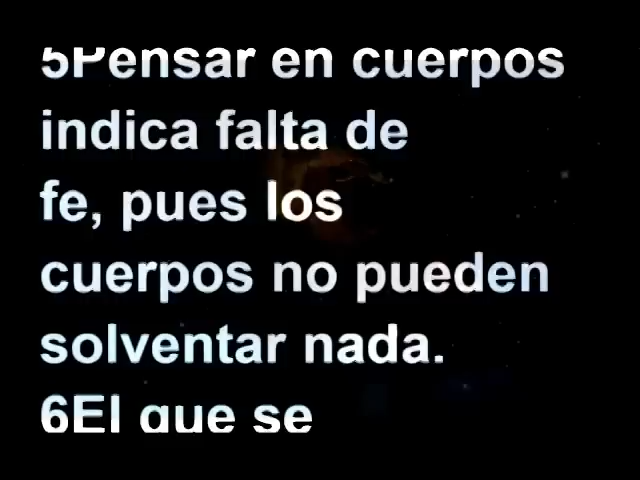 5Pensar en cuerpos
indica falta de
fe, pues los
cuerpos no pueden
solventar nada.
6El que se